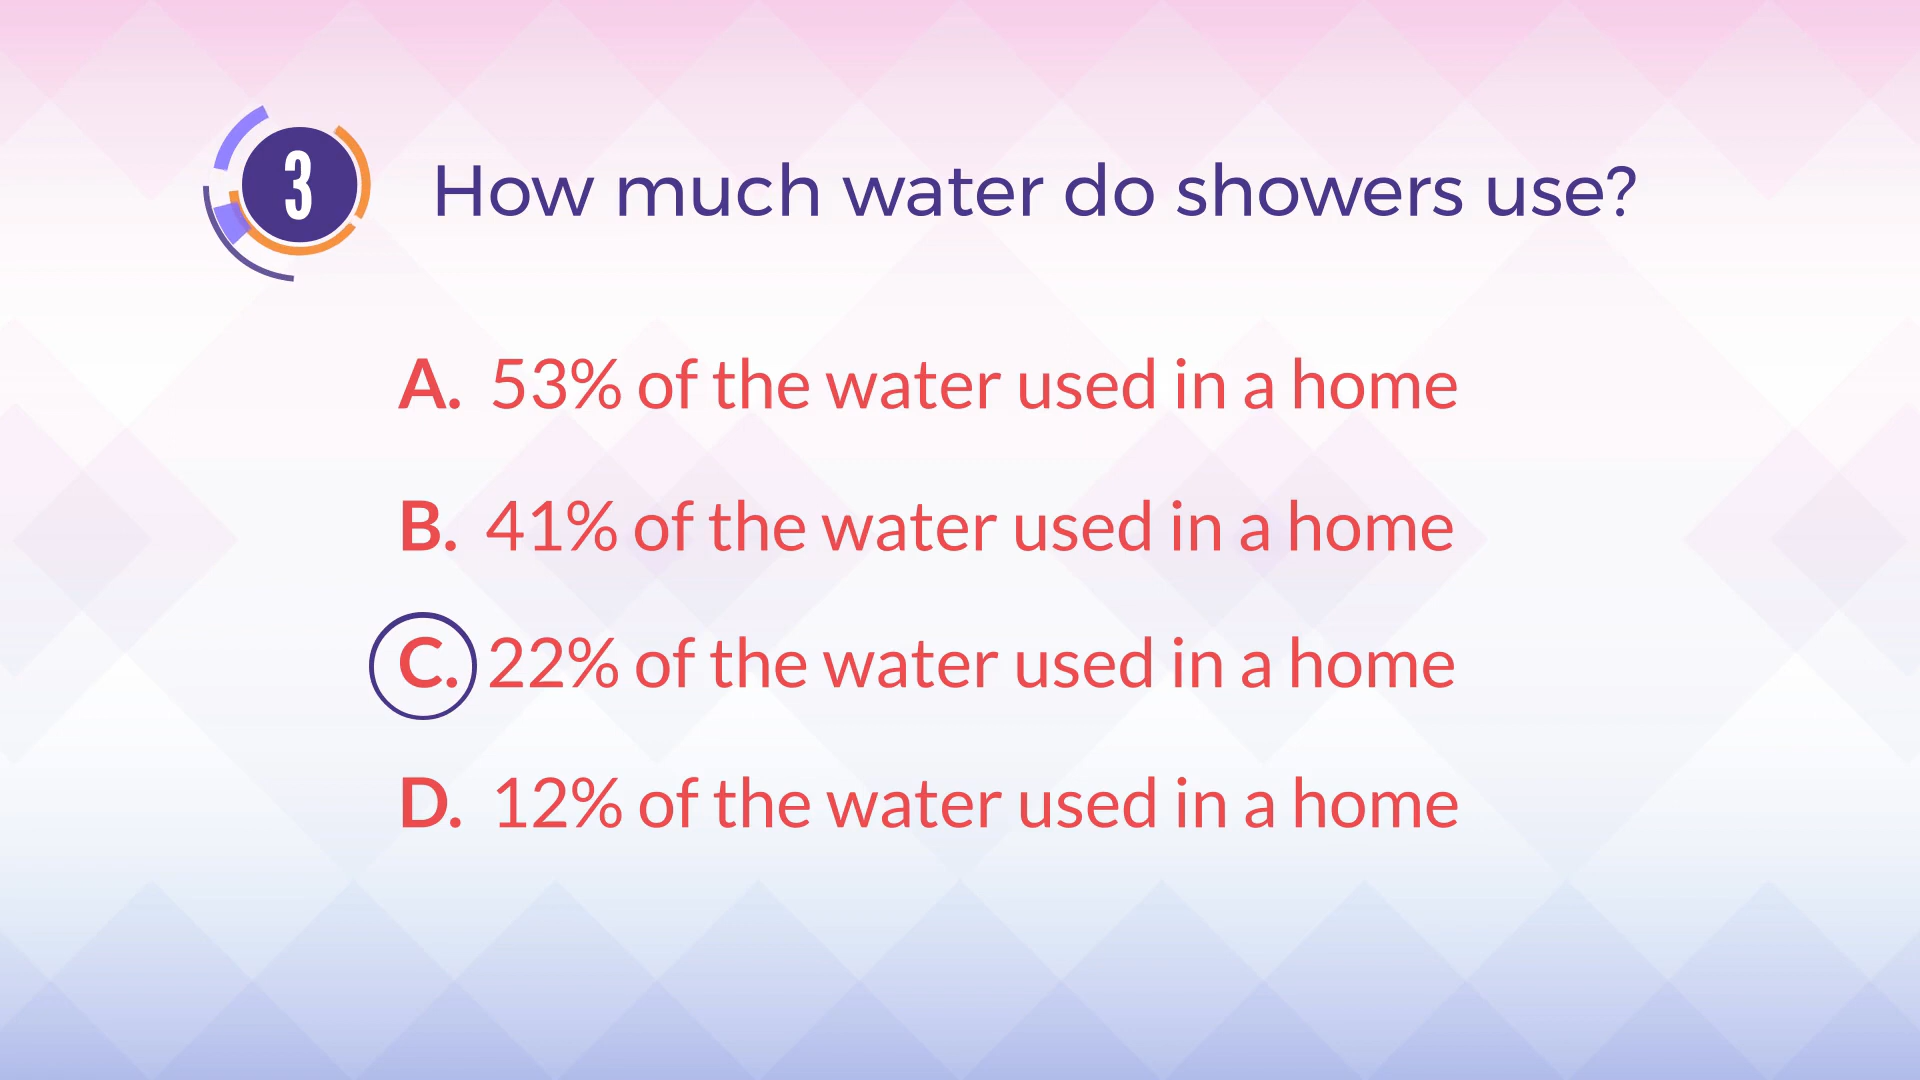 3
How much water do showers use?
A. 53% of the water used in a home
B. 41% of the water used in a home
C. 22% of the water used in a home
D. 12% of the water used in a home